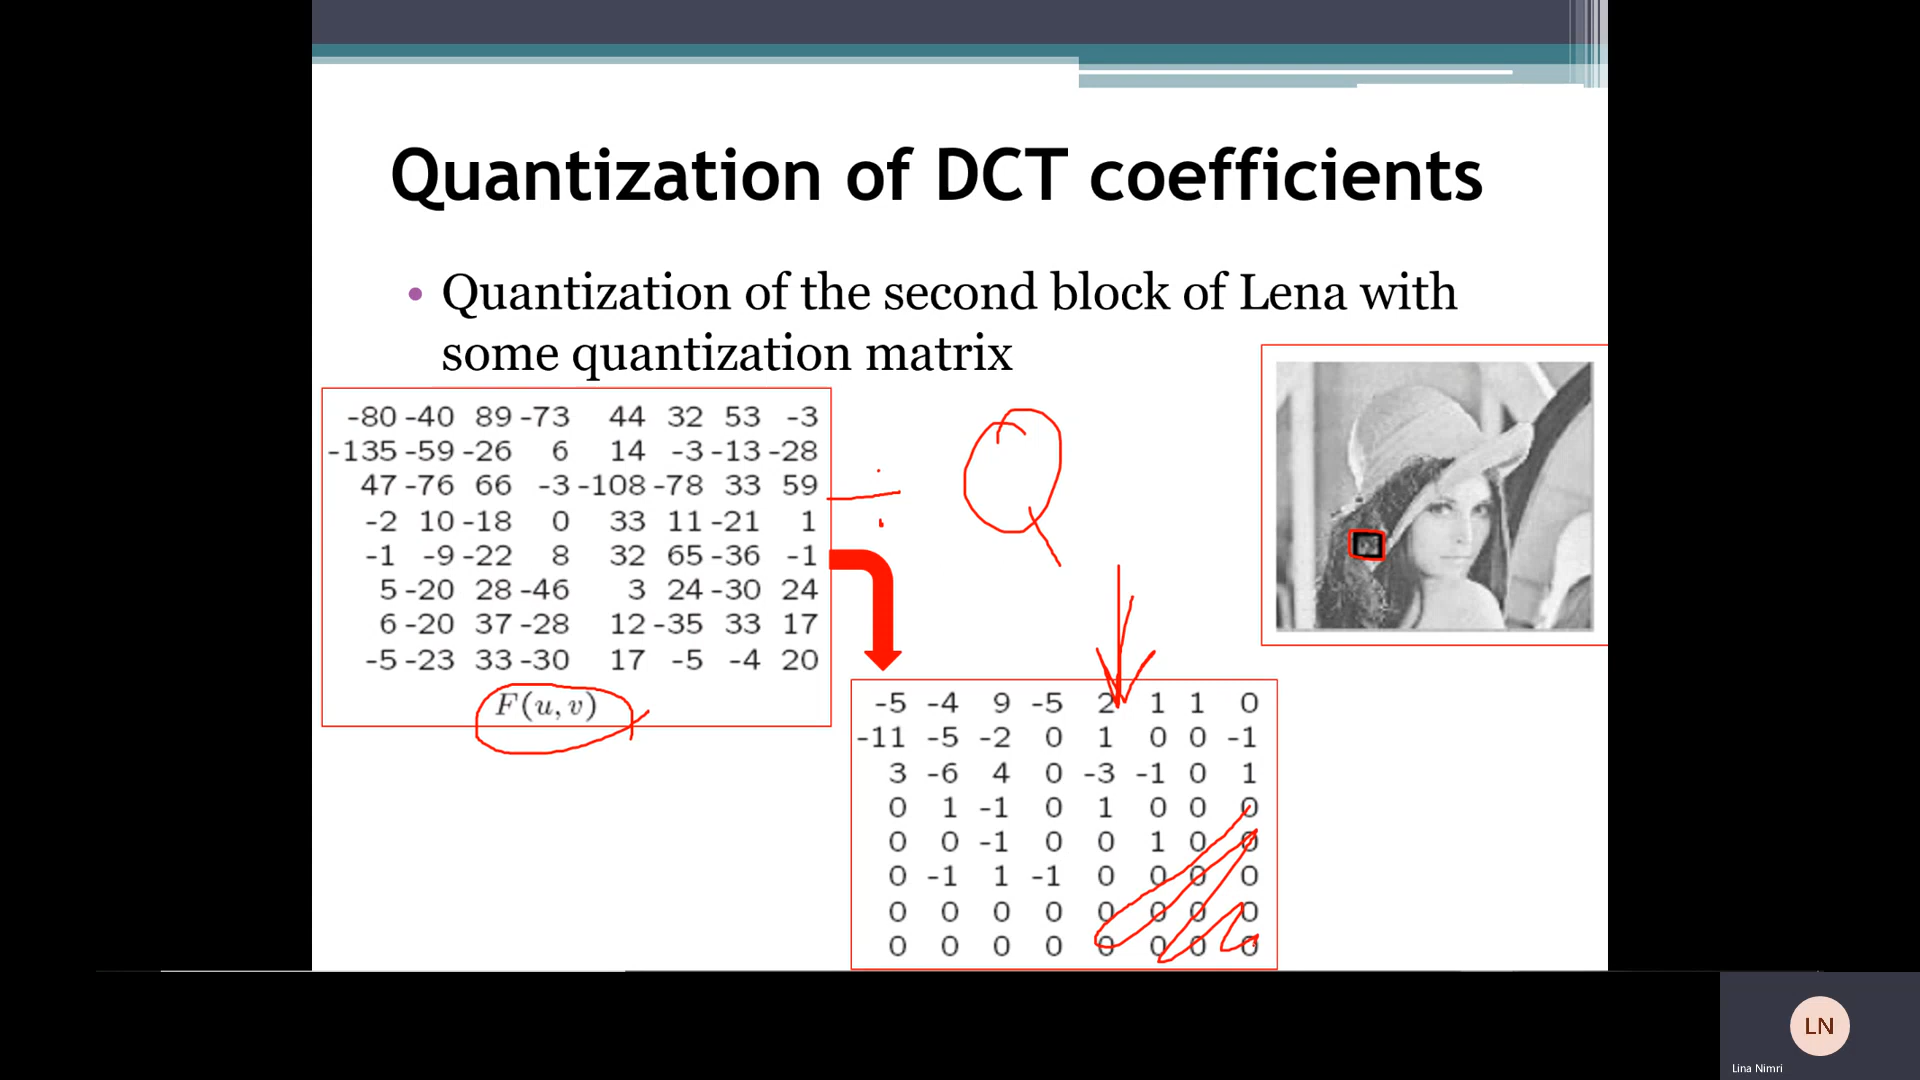 Quantization of DCT coefficients
• Quantization of the second block of Lena with
some quantization matrix
-80 -40 89 -73 44 32 53 -3
-135 -59 -26 6 14 -3 -13 -28
47 -76 66 -3 -108 -78 33 59
-2 10 -18 0 33 11 -21 1
-1 -9 -22 8 32 65 -36 -1
5 -20 28 -46 3 24 -30 24
6 -20 37 -28 12 -35 33 17
-5 -23 33 -30 17 -5 -4 20
F(u, v)
÷ Q
-5 -4 9 -5 2 1 1 0
-11 -5 -2 0 1 0 0 -1
3 -6 4 0 -3 -1 0 1
0 1 -1 0 1 0 0 0
0 0 -1 0 0 1 0 0
0 -1 1 -1 0 0 0 0
0 0 0 0 0 0 0 0
0 0 0 0 0 0 0 0
LN
Lina Nimri